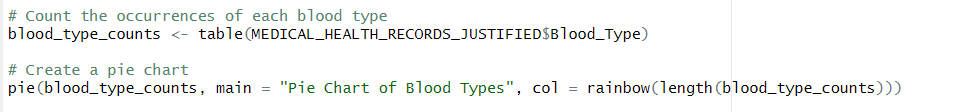 # Count the occurrences of each blood type
blood_type_counts <- table(MEDICAL_HEALTH_RECORDS_JUSTIFIED$Blood_Type)
# Create a pie chart
pie(blood_type_counts, main = "Pie Chart of Blood Types", col = rainbow(length(blood_type_counts)))